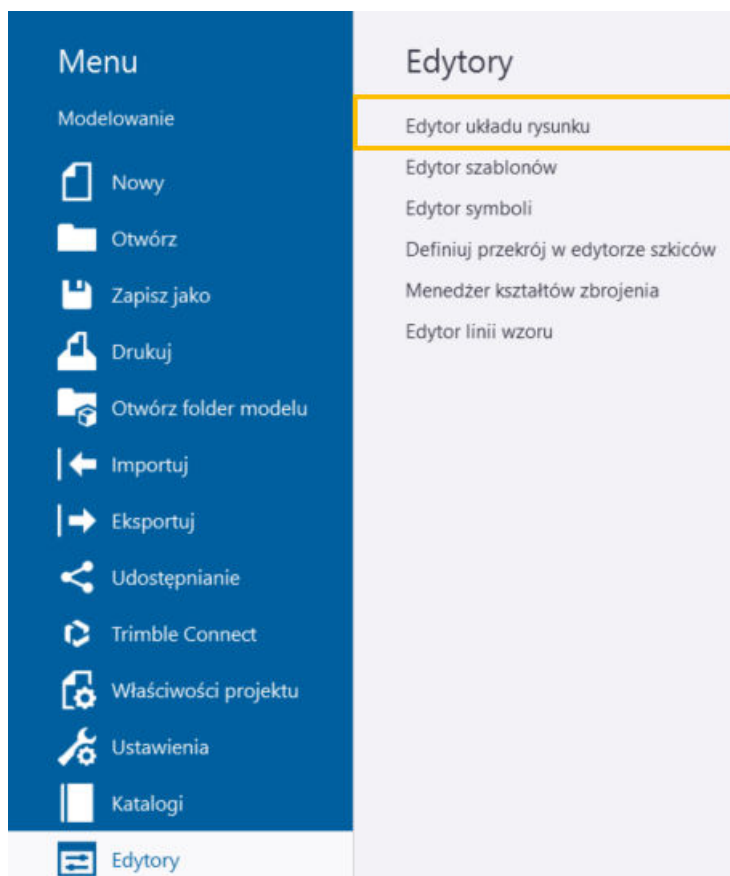 Menu
Modelowanie
Nowy
Otwórz
Zapisz jako
Drukuj
Otwórz folder modelu
Importuj
Eksportuj
Udostępnianie
Trimble Connect
Właściwości projektu
Ustawienia
Katalogi
Edytory
Edytory
Edytor układu rysunku
Edytor szablonów
Edytor symboli
Definiuj przekrój w edytorze szkiców
Menedżer kształtów zbrojenia
Edytor linii wzoru